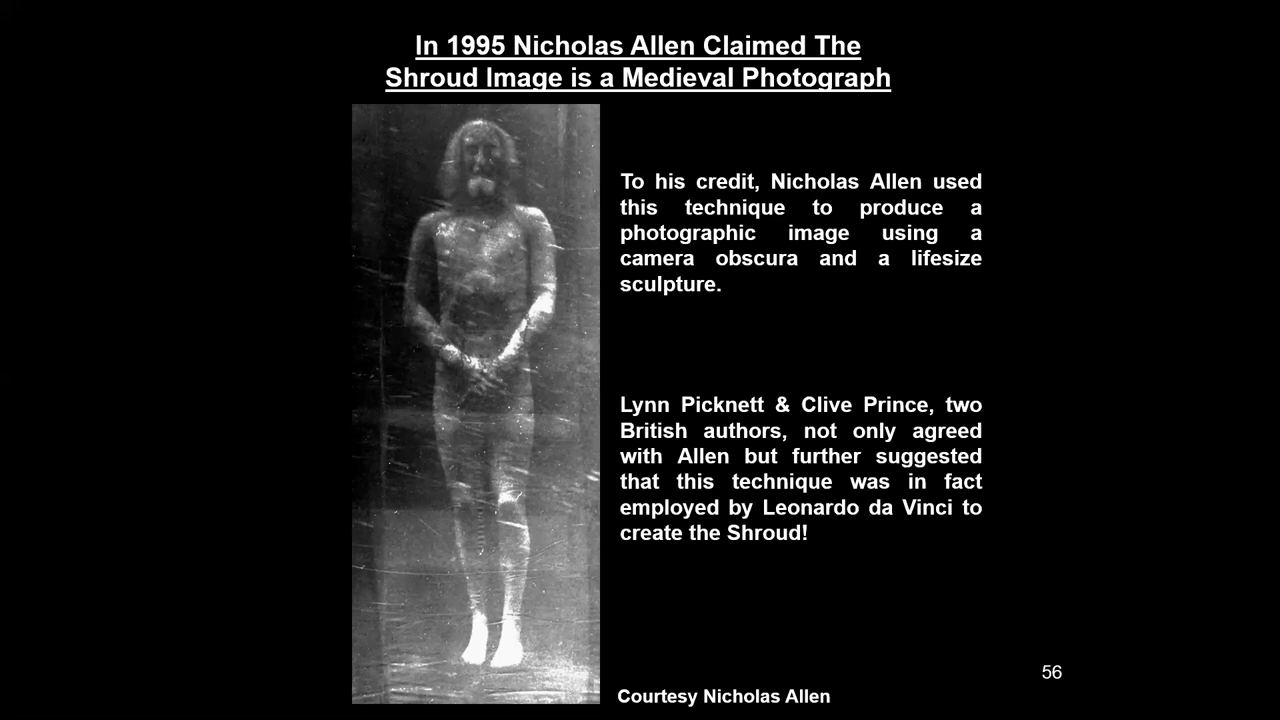 In 1995 Nicholas Allen Claimed The
Shroud Image is a Medieval Photograph
To his credit, Nicholas Allen used
this technique to produce a
photographic image using a
camera obscura and a lifesize
sculpture.
Lynn Picknett & Clive Prince, two
British authors, not only agreed
with Allen but further suggested
that this technique was in fact
employed by Leonardo da Vinci to
create the Shroud!
56
Courtesy Nicholas Allen